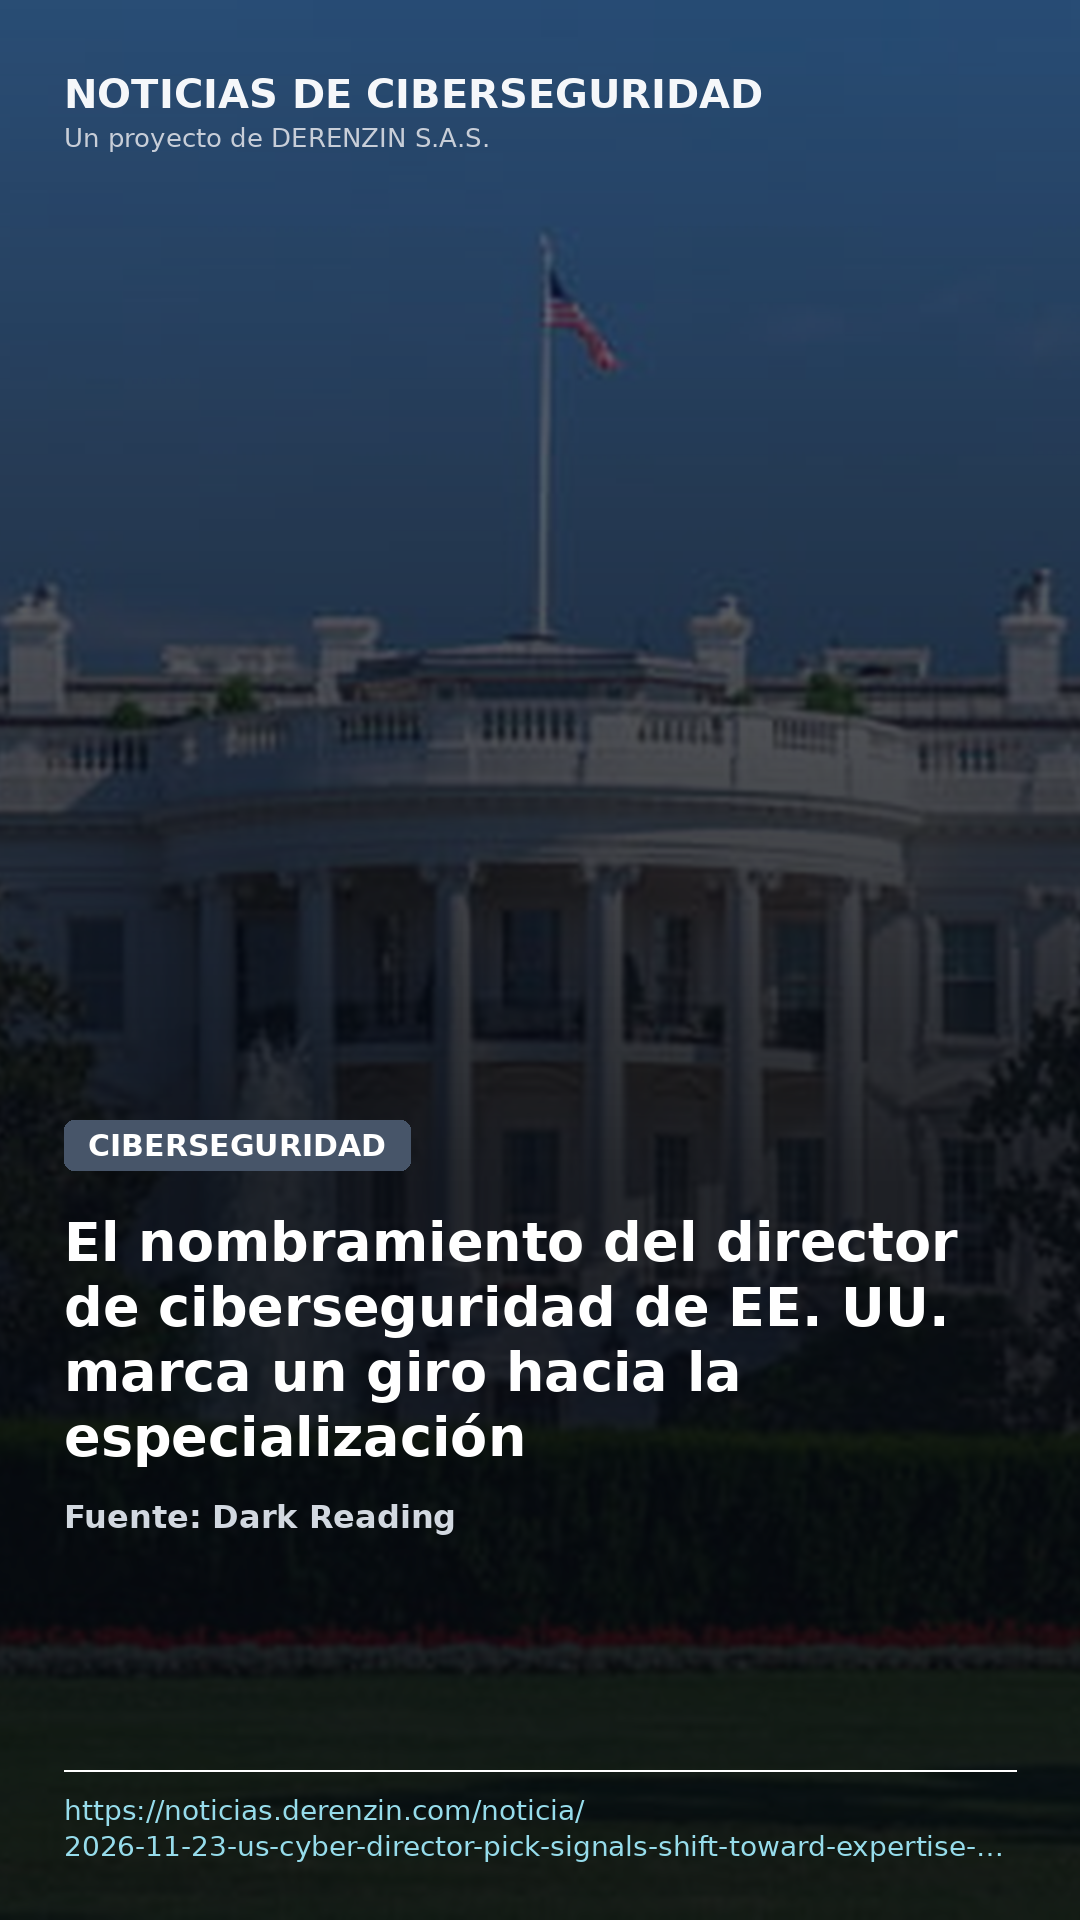 NOTICIAS DE CIBERSEGURIDAD
Un proyecto de DERENZIN S.A.S.
CIBERSEGURIDAD
El nombramiento del director
de ciberseguridad de EE. UU.
marca un giro hacia la
especialización
Fuente: Dark Reading
https://noticias.derenzin.com/noticia/
2026-11-23-us-cyber-director-pick-signals-shift-toward-expertise-...